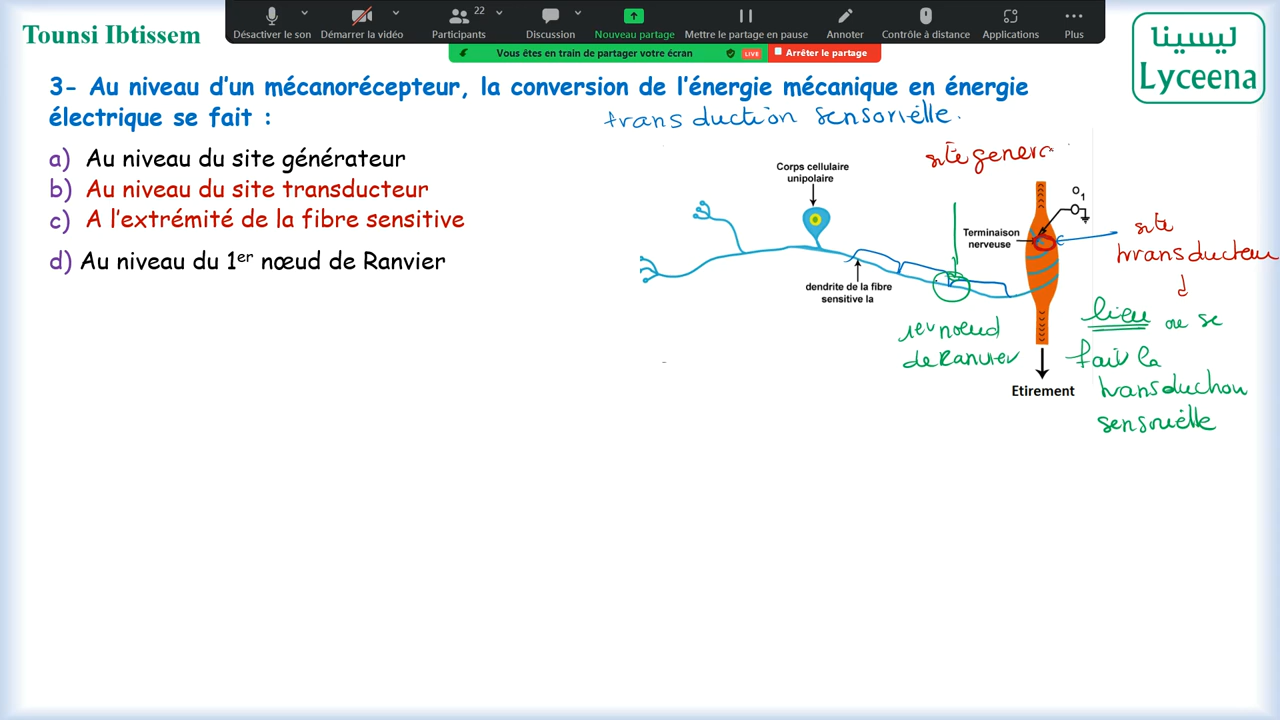 Tounsi Ibtissem
Désactiver le son
Démarrer la vidéo
22
Participants
Discussion
Nouveau partage
Mettre le partage en pause
Annoter
Contrôle à distance
Applications
Plus
Vous êtes en train de partager votre écran
LIVE
Arrêter le partage
ليسينا
Lyceena
3- Au niveau d'un mécanorécepteur, la conversion de l'énergie mécanique en énergie
électrique se fait :
transduction sensorielle.
a) Au niveau du site générateur
b) Au niveau du site transducteur
c) A l'extrémité de la fibre sensitive
d) Au niveau du 1er nœud de Ranvier
site generc
Corps cellulaire
unipolaire
O1
Terminaison
nerveuse
site
transducteur
dendrite de la fibre
sensitive Ia
1er nœud
de Ranvier
lieu ou se
fait la
transduction
sensorielle
Etirement